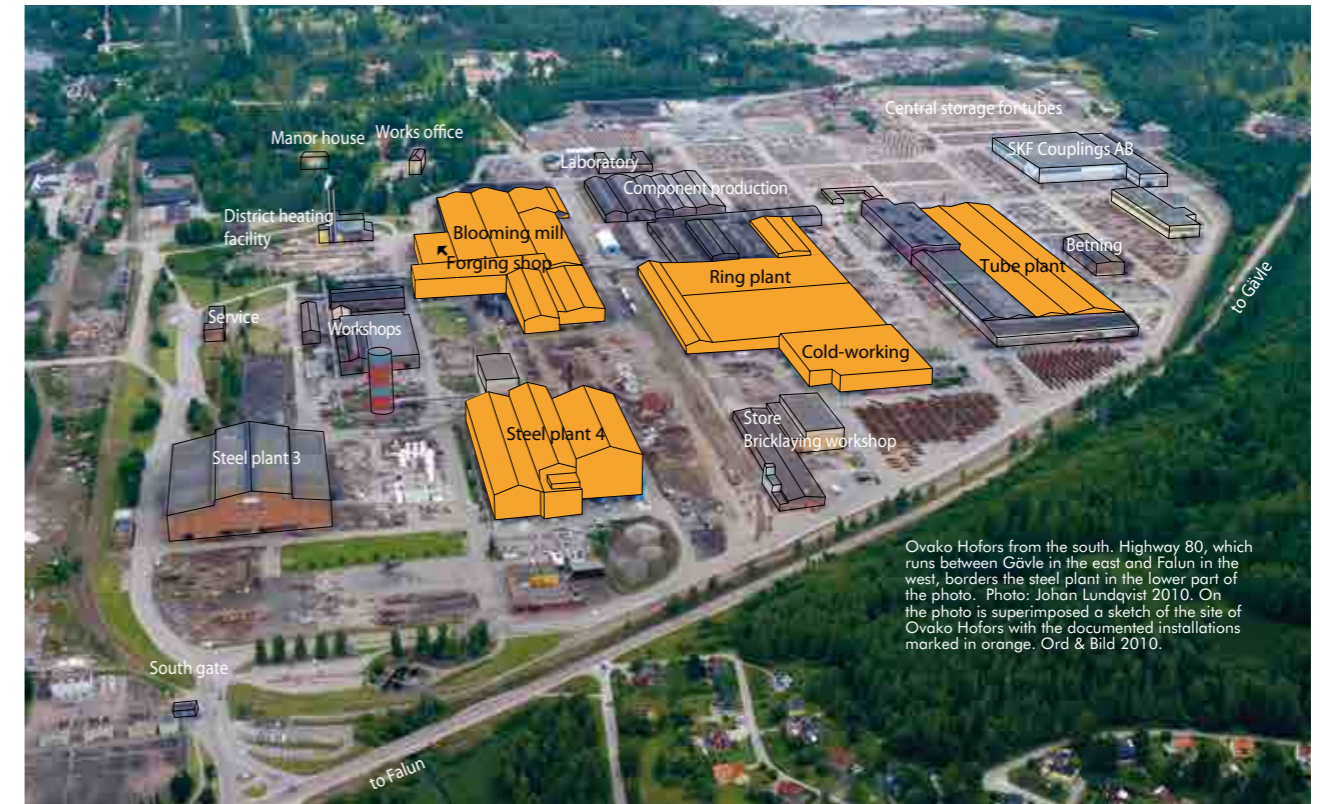 Central storage for tubes
Manor house
Works office
SKF Couplings AB
Laboratory
Component production
District heating
facility
Blooming mill
Betning
Forging shop
Tube plant
Ring plant
to Gävle
Service
Workshops
Cold-working
Store
Bricklaying workshop
Steel plant 4
Steel plant 3
Ovako Hofors from the south. Highway 80, which
runs between Gävle in the east and Falun in the
west, borders the steel plant in the lower part of
the photo. Photo: Johan Lundqvist 2010. On
the photo is superimposed a sketch of the site of
Ovako Hofors with the documented installations
marked in orange. Ord & Bild 2010.
South gate
to Falun